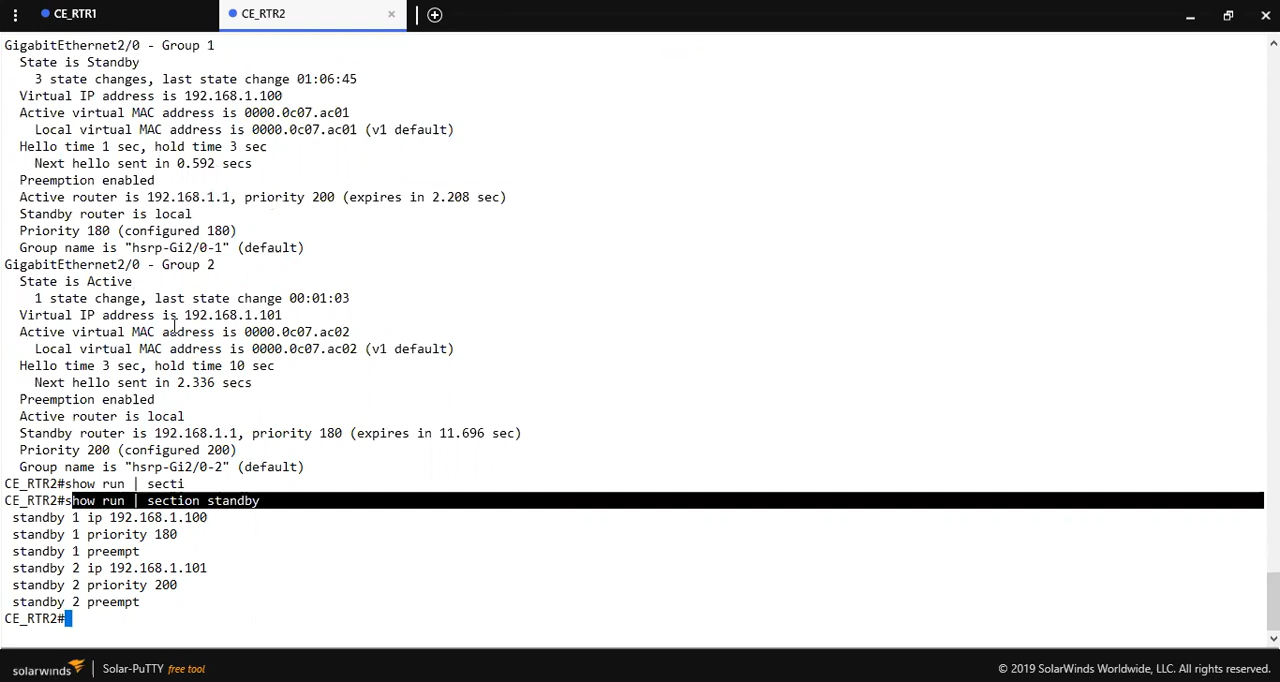 CE_RTR1
CE_RTR2
GigabitEthernet2/0 - Group 1
State is Standby
3 state changes, last state change 01:06:45
Virtual IP address is 192.168.1.100
Active virtual MAC address is 0000.0c07.ac01
Local virtual MAC address is 0000.0c07.ac01 (v1 default)
Hello time 1 sec, hold time 3 sec
Next hello sent in 0.592 secs
Preemption enabled
Active router is 192.168.1.1, priority 200 (expires in 2.208 sec)
Standby router is local
Priority 180 (configured 180)
Group name is "hsrp-Gi2/0-1" (default)
GigabitEthernet2/0 - Group 2
State is Active
1 state change, last state change 00:01:03
Virtual IP address is 192.168.1.101
Active virtual MAC address is 0000.0c07.ac02
Local virtual MAC address is 0000.0c07.ac02 (v1 default)
Hello time 3 sec, hold time 10 sec
Next hello sent in 2.336 secs
Preemption enabled
Active router is local
Standby router is 192.168.1.1, priority 180 (expires in 11.696 sec)
Priority 200 (configured 200)
Group name is "hsrp-Gi2/0-2" (default)
CE_RTR2#show run | secti
CE_RTR2#show run | section standby
standby 1 ip 192.168.1.100
standby 1 priority 180
standby 1 preempt
standby 2 ip 192.168.1.101
standby 2 priority 200
standby 2 preempt
CE_RTR2#
solarwinds | Solar-PuTTY free tool
© 2019 SolarWinds Worldwide, LLC. All rights reserved.